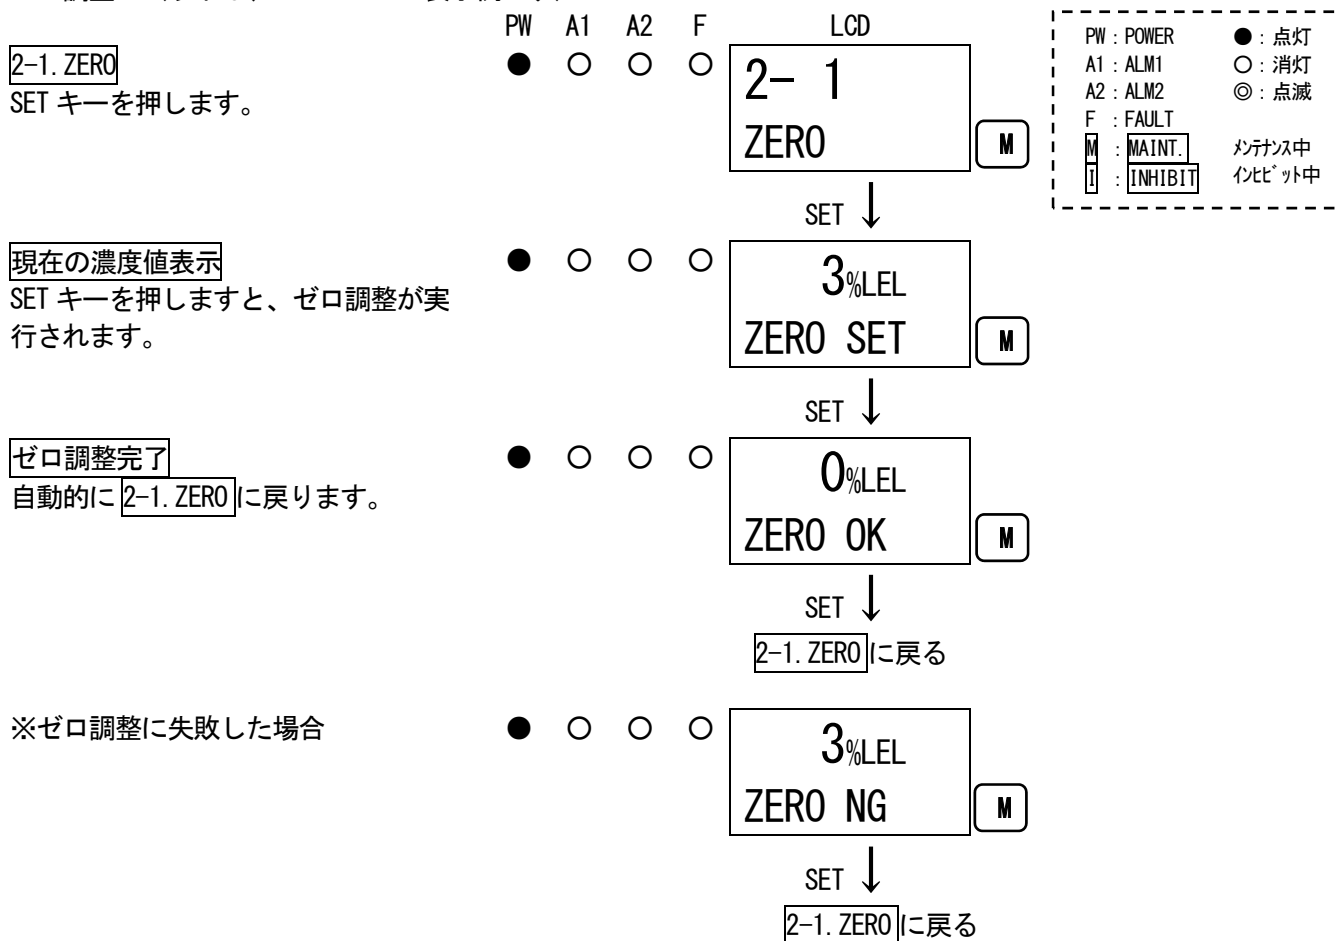 PW A1 A2 F LCD
2-1. ZERO
SET キーを押します。
● ○ ○ ○
2- 1
ZERO
M
PW : POWER ● : 点灯
A1 : ALM1 ○ : 消灯
A2 : ALM2 ◎ : 点滅
F : FAULT
M : MAINT. メンテナンス中
I : INHIBIT インヒビット中
SET ↓
現在の濃度値表示
SET キーを押しますと、ゼロ調整が実
行されます。
● ○ ○ ○
3%LEL
ZERO SET
M
SET ↓
ゼロ調整完了
自動的に 2-1. ZERO に戻ります。
● ○ ○ ○
0%LEL
ZERO OK
M
SET ↓
2-1. ZERO に戻る
※ゼロ調整に失敗した場合
● ○ ○ ○
3%LEL
ZERO NG
M
SET ↓
2-1. ZERO に戻る